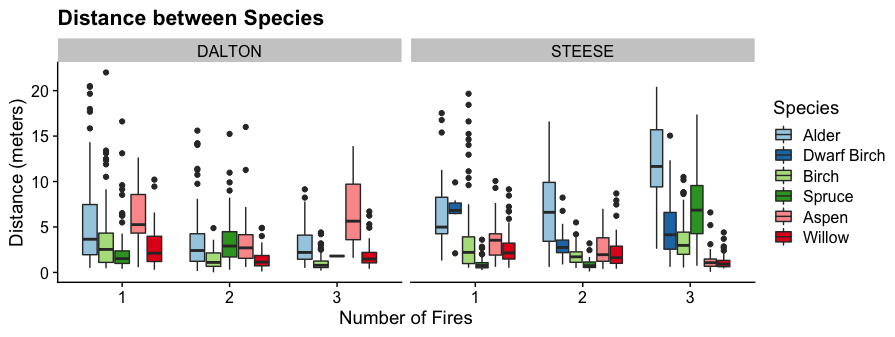 Distance between Species
DALTON
STEESE
Distance (meters)
20
15
10
5
0
1
2
3
1
2
3
Number of Fires
Species
Alder
Dwarf Birch
Birch
Spruce
Aspen
Willow